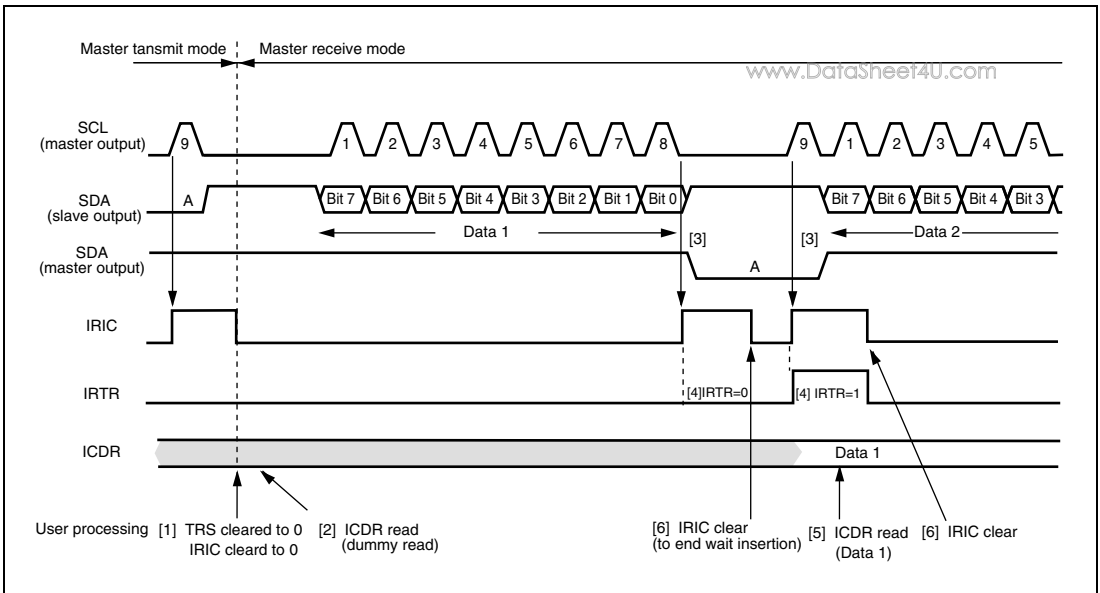 Master tansmit mode Master receive mode
www.DataSheet4U.com
SCL
(master output)
9 1 2 3 4 5 6 7 8 9 1 2 3 4 5
SDA
(slave output)
A Bit 7 Bit 6 Bit 5 Bit 4 Bit 3 Bit 2 Bit 1 Bit 0 Bit 7 Bit 6 Bit 5 Bit 4 Bit 3
Data 1 [3] [3] Data 2
SDA
(master output)
A
IRIC
IRTR
[4]IRTR=0 [4] IRTR=1
ICDR
Data 1
User processing [1] TRS cleared to 0
IRIC cleard to 0
[2] ICDR read
(dummy read)
[6] IRIC clear
(to end wait insertion)
[5] ICDR read
(Data 1)
[6] IRIC clear